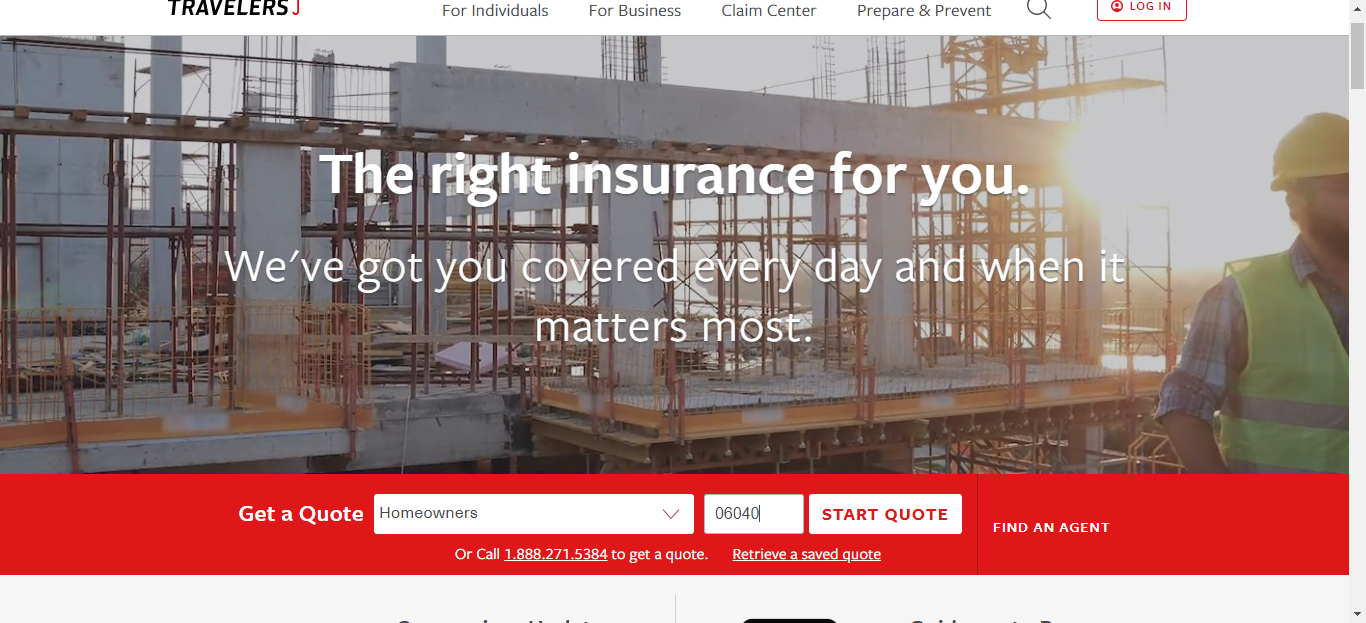 TRAVELERS
For Individuals
For Business
Claim Center
Prepare & Prevent
LOG IN
The right insurance for you.
We've got you covered every day and when it
matters most.
Get a Quote
Homeowners
06040
START QUOTE
FIND AN AGENT
Or Call 1.888.271.5384 to get a quote.
Retrieve a saved quote